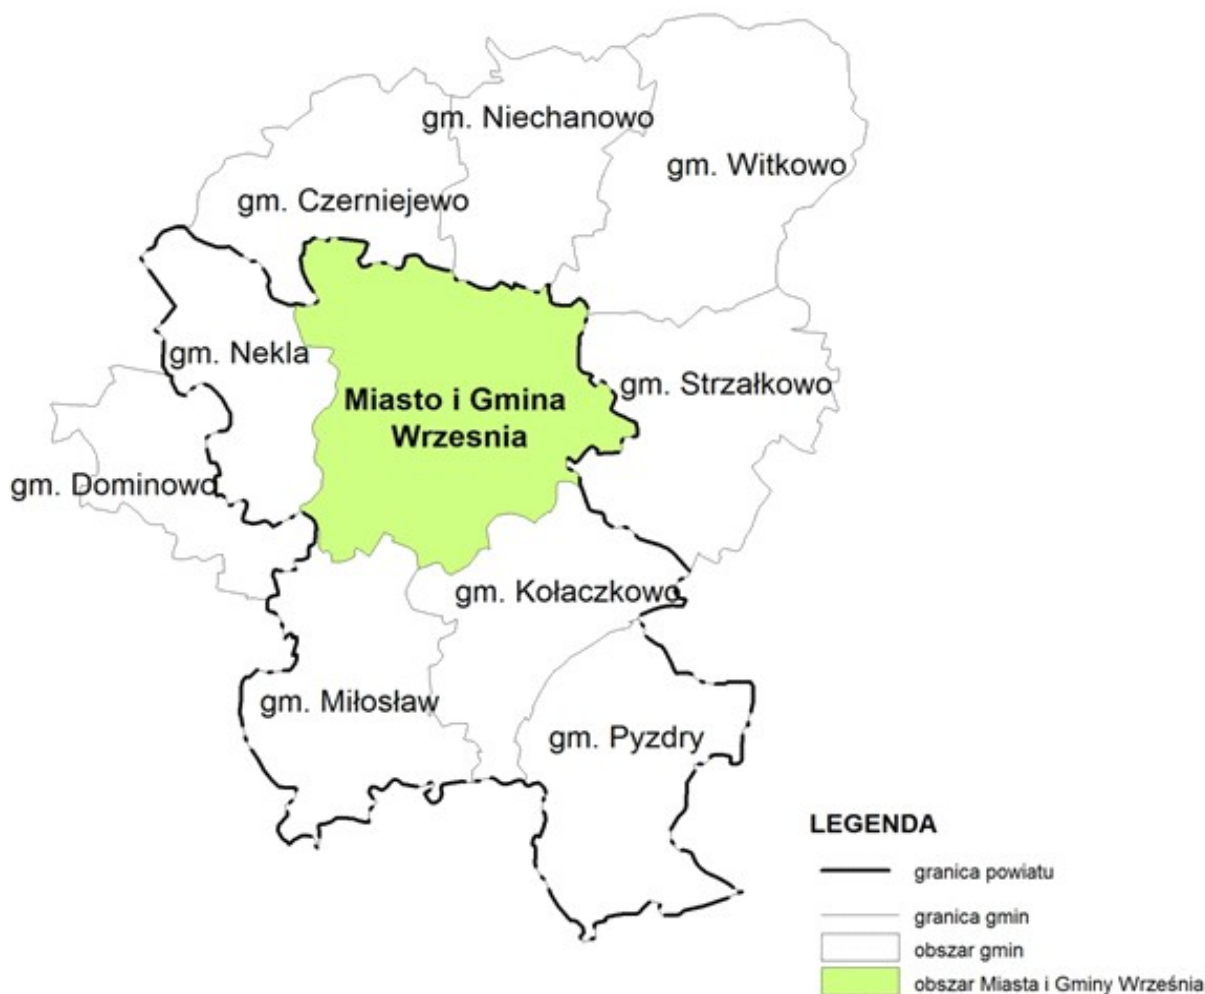 gm. Niechanowo
gm. Witkowo
gm. Czerniejewo
gm. Nekla
gm. Strzałkowo
Miasto i Gmina
Wrzesnia
gm. Dominowo
gm. Kołaczkowo
gm. Miłosław
gm. Pyzdry
LEGENDA
granica powiatu
granica gmin
obszar gmin
obszar Miasta i Gminy Września